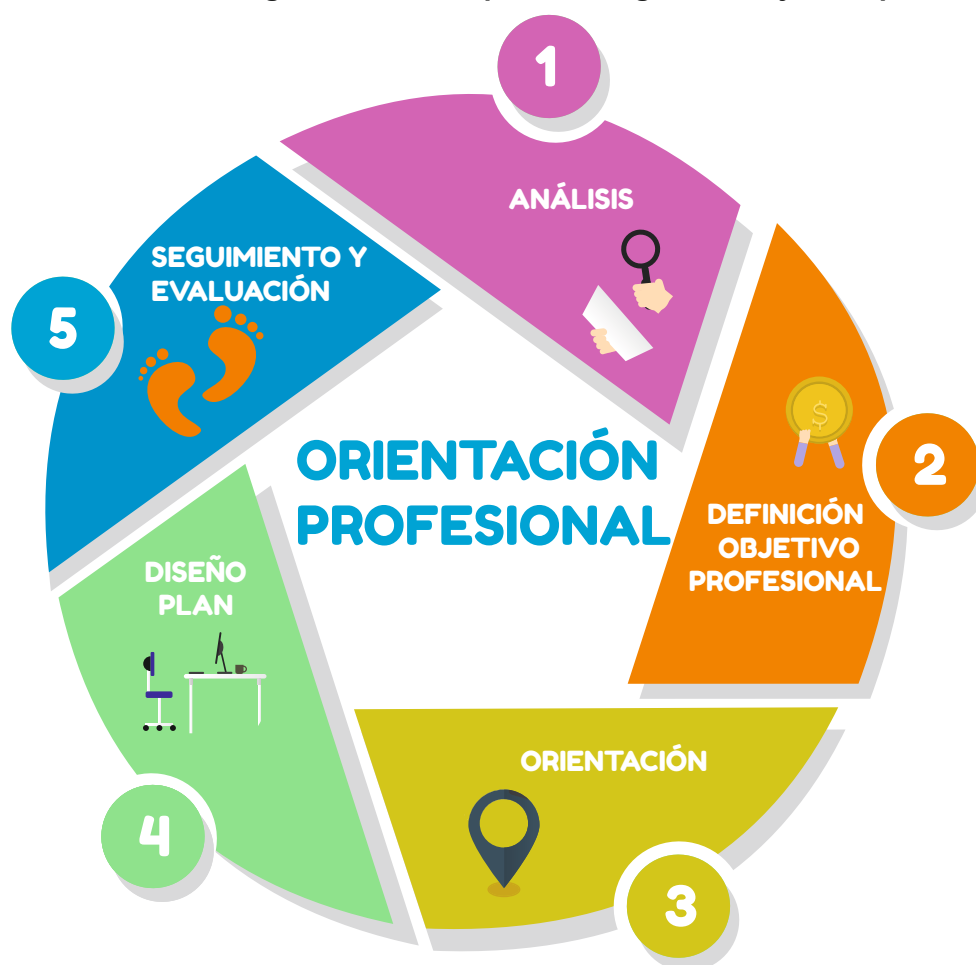 1
ANÁLISIS
2
DEFINICIÓN
OBJETIVO
PROFESIONAL
3
ORIENTACIÓN
4
DISEÑO
PLAN
5
SEGUIMIENTO Y
EVALUACIÓN
ORIENTACIÓN
PROFESIONAL
$